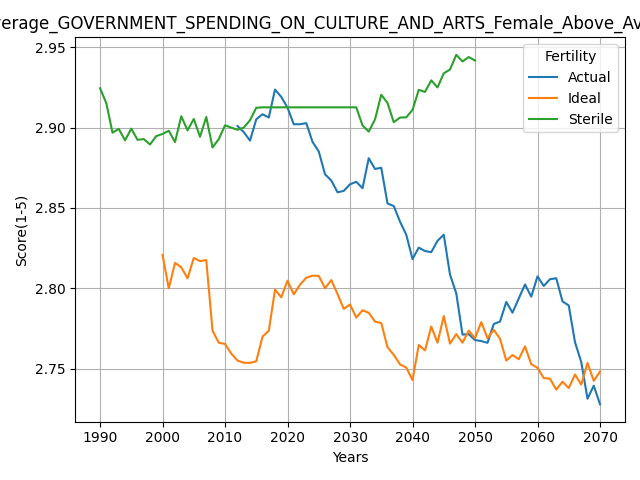 verage_GOVERNMENT_SPENDING_ON_CULTURE_AND_ARTS_Female_Above_Av
2.95
2.90
2.85
2.80
2.75
Score(1-5)
Fertility
Actual
Ideal
Sterile
1990 2000 2010 2020 2030 2040 2050 2060 2070
Years